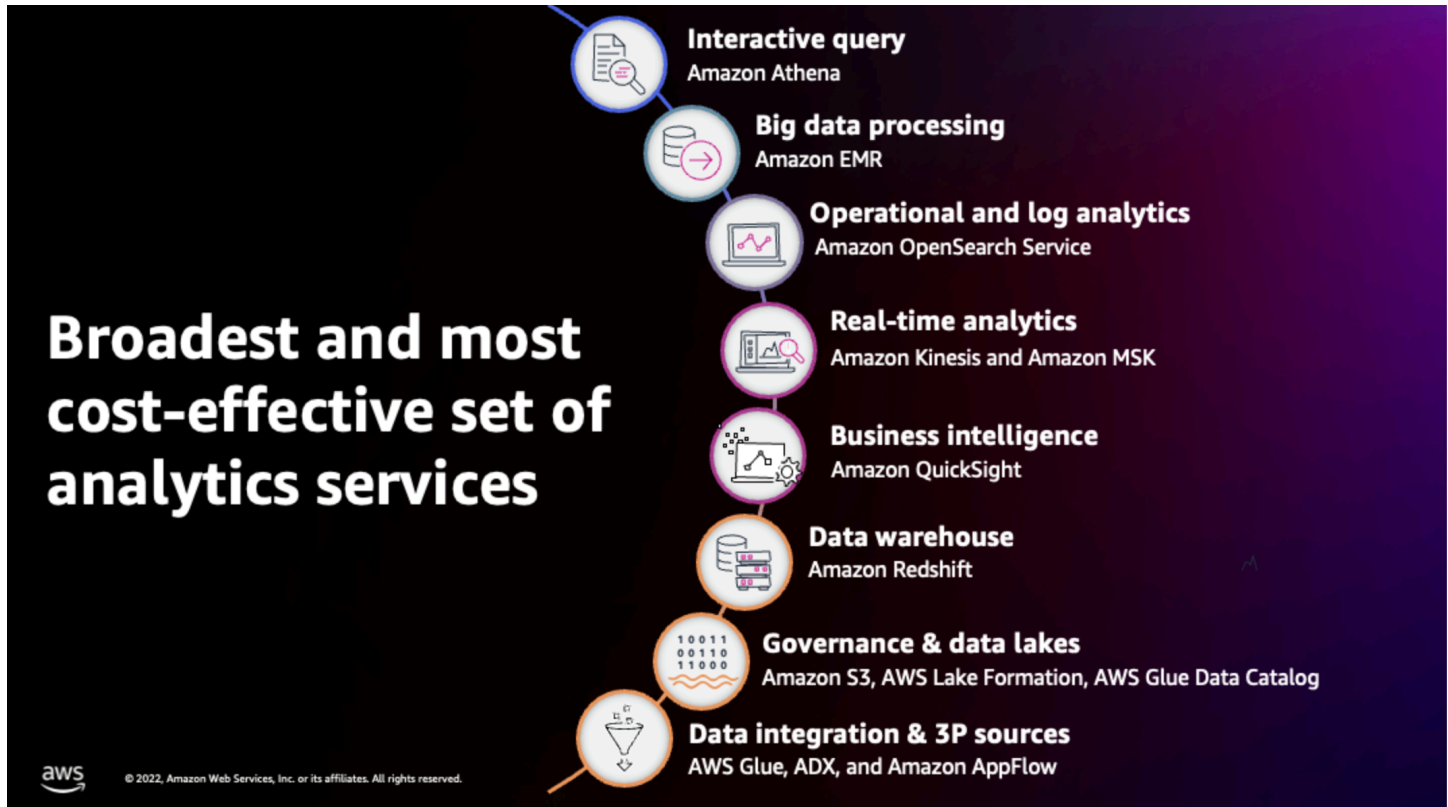 Interactive query
Amazon Athena
Big data processing
Amazon EMR
Operational and log analytics
Amazon OpenSearch Service
Real-time analytics
Amazon Kinesis and Amazon MSK
Broadest and most
cost-effective set of
analytics services
Business intelligence
Amazon QuickSight
Data warehouse
Amazon Redshift
10011
00110
11000
Governance & data lakes
Amazon S3, AWS Lake Formation, AWS Glue Data Catalog
Data integration & 3P sources
AWS Glue, ADX, and Amazon AppFlow
aws
© 2022, Amazon Web Services, Inc. or its affiliates. All rights reserved.